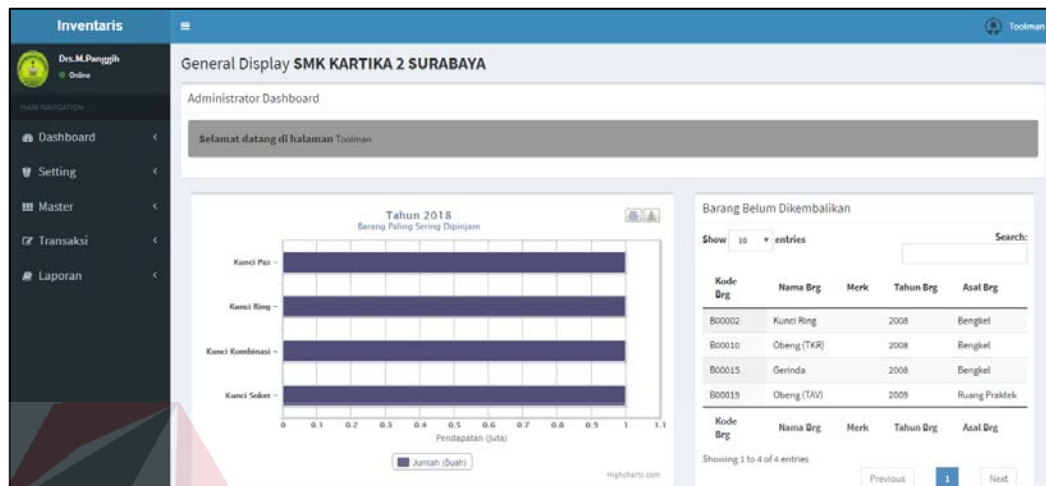 Inventaris
Toolman
Drs.M.Panggih
Online
MAIN NAVIGATION
Dashboard
Setting
Master
Transaksi
Laporan
General Display SMK KARTIKA 2 SURABAYA
Administrator Dashboard
Selamat datang di halaman Toolman
Tahun 2018
Barang Paling Sering Dipinjam
Kunci Pas
Kunci Ring
Kunci Kombinasi
Kunci Soket
0 0.1 0.2 0.3 0.4 0.5 0.6 0.7 0.8 0.9 1 1.1
Pendapatan (Juta)
Jumlah (Buah)
Highcharts.com
Barang Belum Dikembalikan
Show 10 entries
Search:
Kode Brg Nama Brg Merk Tahun Brg Asal Brg
B00002 Kunci Ring 2008 Bengkel
B00010 Obeng (TKR) 2008 Bengkel
B00015 Gerinda 2008 Bengkel
B00019 Obeng (TAV) 2009 Ruang Praktek
Kode Brg Nama Brg Merk Tahun Brg Asal Brg
Showing 1 to 4 of 4 entries
Previous 1 Next